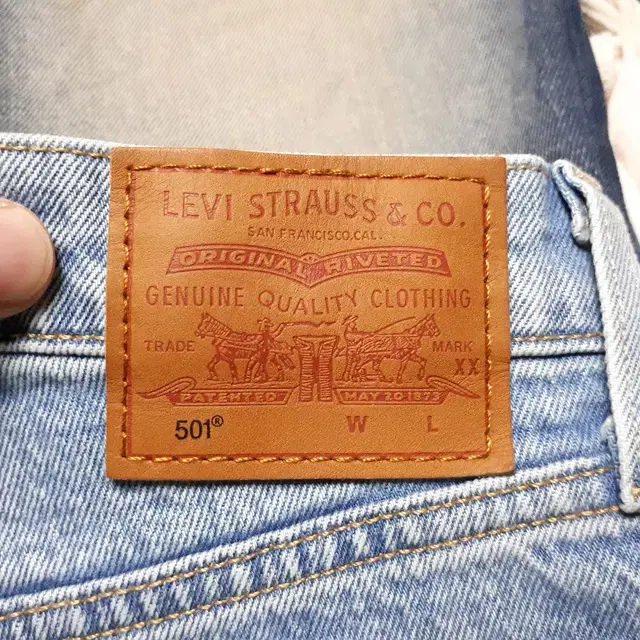 LEVI STRAUSS & CO.
SAN FRANCISCO, CAL.
ORIGINAL RIVETED
GENUINE QUALITY CLOTHING
TRADE MARK
XX
PATENTED MAY 20 1873
501® W L